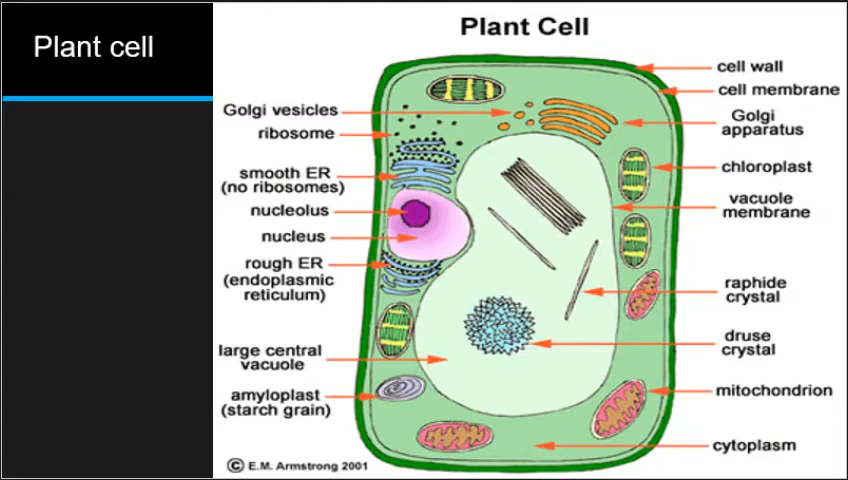 Plant cell
Plant Cell
Golgi vesicles
ribosome
smooth ER
(no ribosomes)
nucleolus
nucleus
rough ER
(endoplasmic
reticulum)
large central
vacuole
amyloplast
(starch grain)
© E.M. Armstrong 2001
cell wall
cell membrane
Golgi
apparatus
chloroplast
vacuole
membrane
raphide
crystal
druse
crystal
mitochondrion
cytoplasm